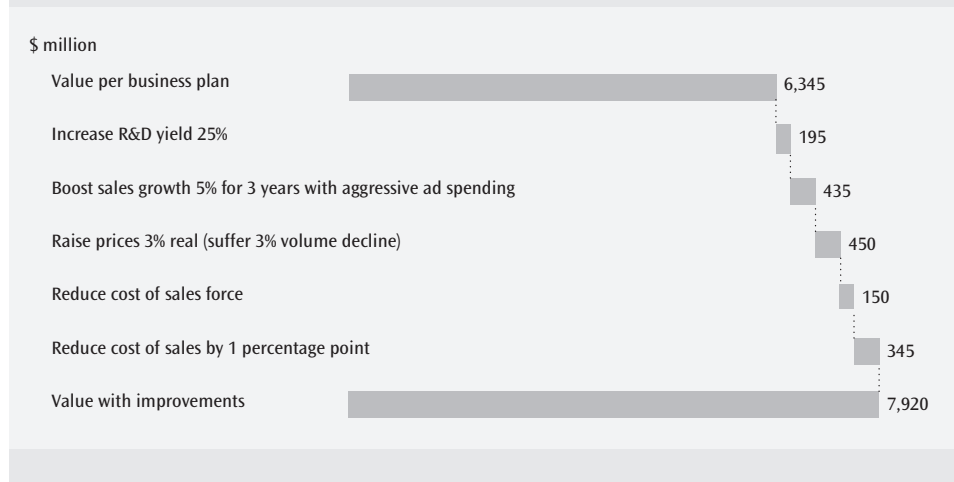 $ million
Value per business plan 6,345
Increase R&D yield 25% 195
Boost sales growth 5% for 3 years with aggressive ad spending 435
Raise prices 3% real (suffer 3% volume decline) 450
Reduce cost of sales force 150
Reduce cost of sales by 1 percentage point 345
Value with improvements 7,920